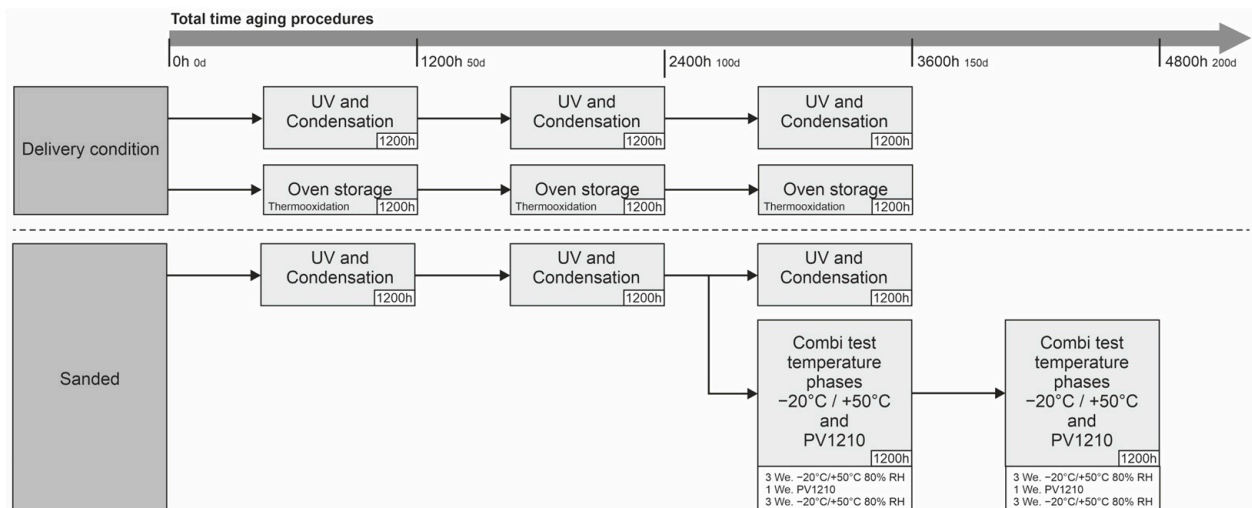 Total time aging procedures
0h 0d
1200h 50d
2400h 100d
3600h 150d
4800h 200d
Delivery condition
UV and
Condensation
1200h
UV and
Condensation
1200h
UV and
Condensation
1200h
Oven storage
Thermooxidation 1200h
Oven storage
Thermooxidation 1200h
Oven storage
Thermooxidation 1200h
Sanded
UV and
Condensation
1200h
UV and
Condensation
1200h
UV and
Condensation
1200h
Combi test
temperature
phases
−20°C / +50°C
and
PV1210
1200h
3 We. −20°C/+50°C 80% RH
1 We. PV1210
3 We. −20°C/+50°C 80% RH
Combi test
temperature
phases
−20°C / +50°C
and
PV1210
1200h
3 We. −20°C/+50°C 80% RH
1 We. PV1210
3 We. −20°C/+50°C 80% RH